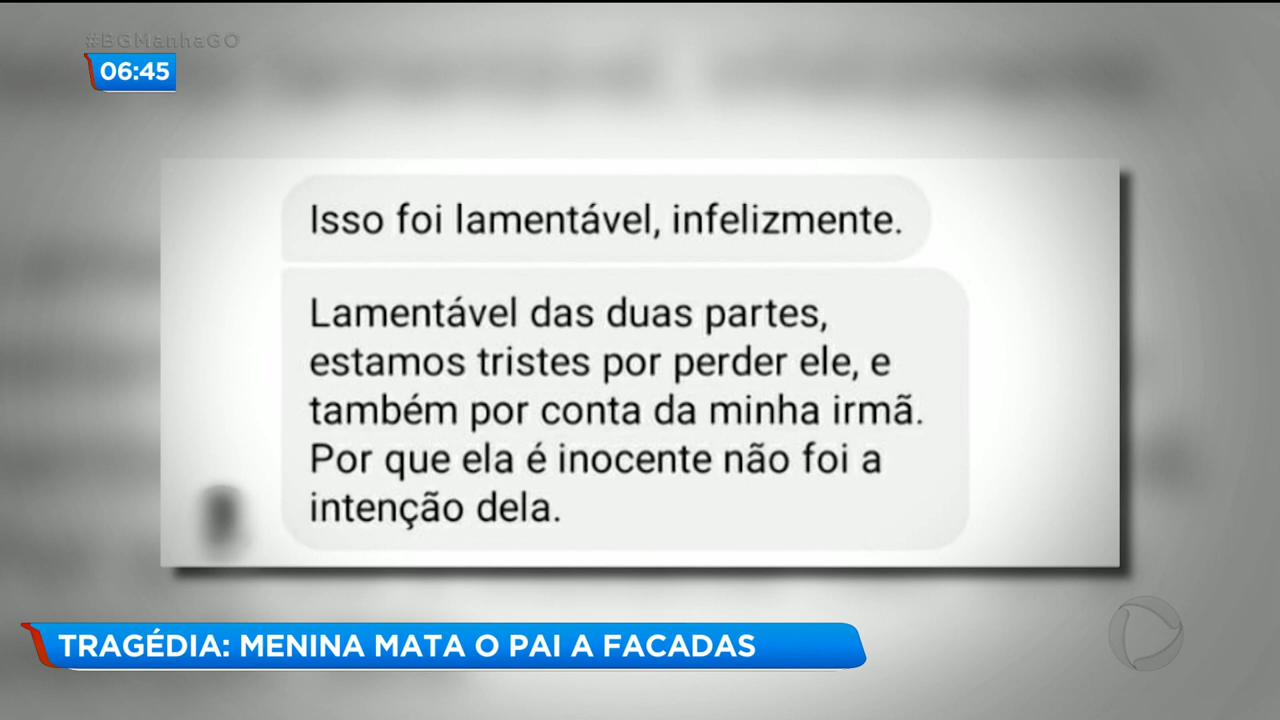 #BGManhaGO
06:45
Isso foi lamentável, infelizmente.
Lamentável das duas partes,
estamos tristes por perder ele, e
também por conta da minha irmã.
Por que ela é inocente não foi a
intenção dela.
TRAGÉDIA: MENINA MATA O PAI A FACADAS